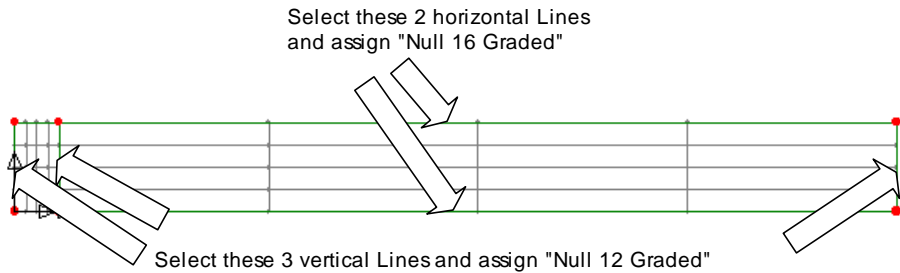 Select these 2 horizontal Lines
and assign "Null 16 Graded"
Select these 3 vertical Lines and assign "Null 12 Graded"